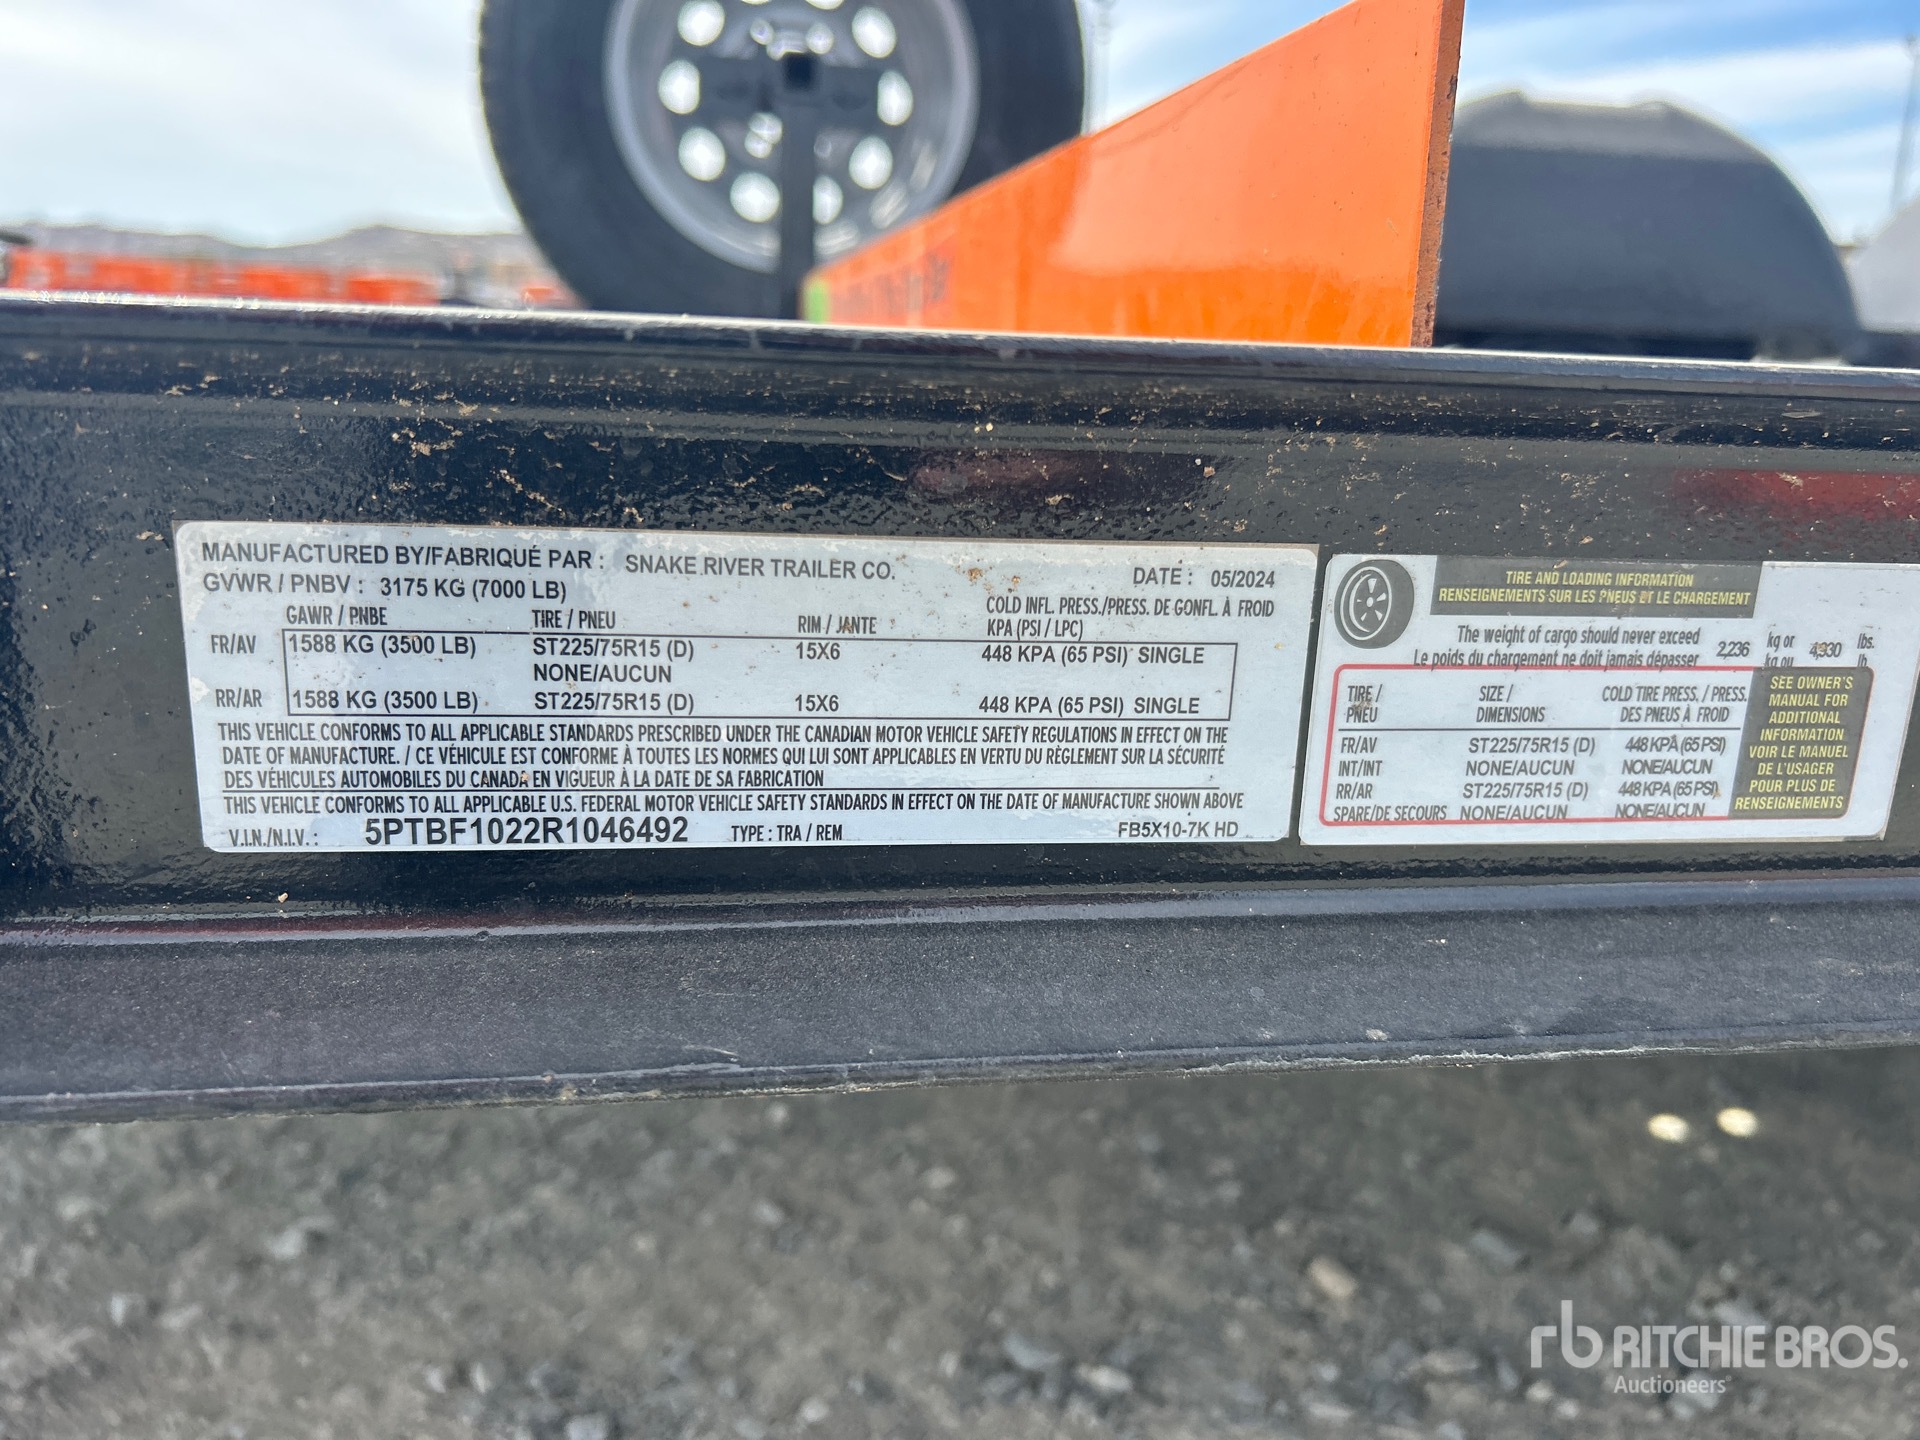 MANUFACTURED BY/FABRIQUÉ PAR : SNAKE RIVER TRAILER CO. DATE : 05/2024
GVWR / PNBV : 3175 KG (7000 LB)
GAWR / PNBE TIRE / PNEU RIM / JANTE COLD INFL. PRESS./PRESS. DE GONFL. À FROID KPA (PSI / LPC)
FR/AV 1588 KG (3500 LB) ST225/75R15 (D) 15X6 448 KPA (65 PSI) SINGLE
NONE/AUCUN
RR/AR 1588 KG (3500 LB) ST225/75R15 (D) 15X6 448 KPA (65 PSI) SINGLE
THIS VEHICLE CONFORMS TO ALL APPLICABLE STANDARDS PRESCRIBED UNDER THE CANADIAN MOTOR VEHICLE SAFETY REGULATIONS IN EFFECT ON THE
DATE OF MANUFACTURE. / CE VÉHICULE EST CONFORME À TOUTES LES NORMES QUI LUI SONT APPLICABLES EN VERTU DU RÈGLEMENT SUR LA SÉCURITÉ
DES VÉHICULES AUTOMOBILES DU CANADA EN VIGUEUR À LA DATE DE SA FABRICATION
THIS VEHICLE CONFORMS TO ALL APPLICABLE U.S. FEDERAL MOTOR VEHICLE SAFETY STANDARDS IN EFFECT ON THE DATE OF MANUFACTURE SHOWN ABOVE
V.I.N./N.I.V. : 5PTBF1022R1046492 TYPE : TRA / REM FB5X10-7K HD
TIRE AND LOADING INFORMATION
RENSEIGNEMENTS SUR LES PNEUS ET LE CHARGEMENT
The weight of cargo should never exceed 2,236 kg or 4,930 lbs.
Le poids du chargement ne doit jamais dépasser kg ou lb.
TIRE / SIZE / COLD TIRE PRESS. / PRESS.
PNEU DIMENSIONS DES PNEUS À FROID
FR/AV ST225/75R15 (D) 448 KPA (65 PSI)
INT/INT NONE/AUCUN NONE/AUCUN
RR/AR ST225/75R15 (D) 448 KPA (65 PSI)
SPARE/DE SECOURS NONE/AUCUN NONE/AUCUN
SEE OWNER'S
MANUAL FOR
ADDITIONAL
INFORMATION
VOIR LE MANUEL
DE L'USAGER
POUR PLUS DE
RENSEIGNEMENTS
rb RITCHIE BROS.
Auctioneers